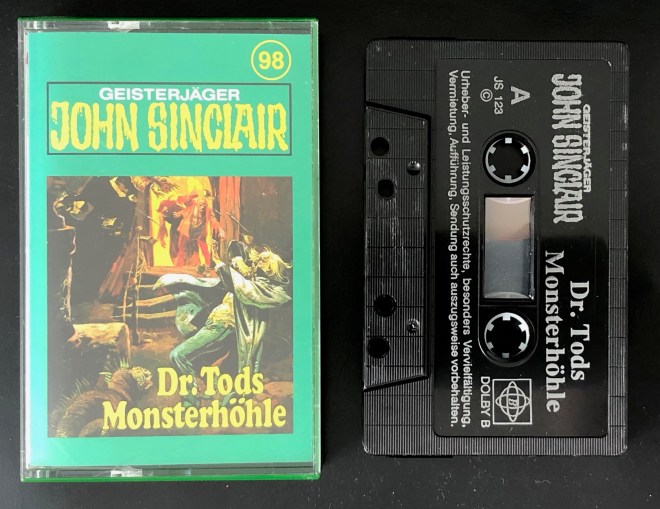 98
GEISTERJÄGER
JOHN SINCLAIR
Dr. Tods
Monsterhöhle
A
JS 123
©
Urheber- und Leistungsschutzrechte, besonders Vervielfältigung,
Vermietung, Aufführung, Sendung auch auszugsweise vorbehalten.
GEISTERJÄGER
JOHN SINCLAIR
Dr. Tods
Monsterhöhle
DOLBY B